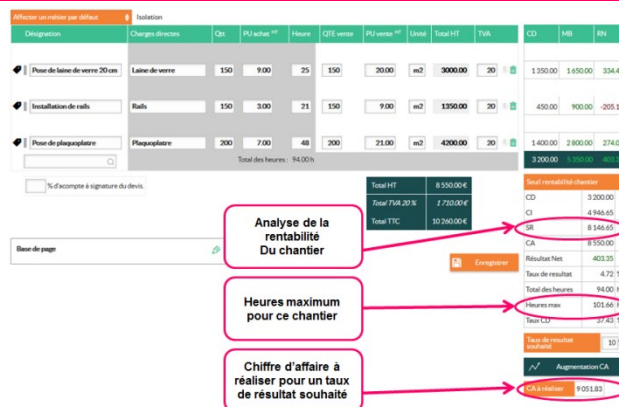 Affecter un métier par défaut Isolation
Désignation Charges directes Qtt PU achat HT Heure QTE vente PU vente HT Unité Total HT TVA CD MB RN
Pose de laine de verre 20 cm Laine de verre 150 9.00 25 150 20.00 m2 3000.00 20 1 350.00 1 650.00 334.4
Installation de rails Rails 150 3.00 21 150 9.00 m2 1350.00 20 450.00 900.00 -205.1
Pose de plaquoplatre Plaquoplatre 200 7.00 48 200 21.00 m2 4200.00 20 1 400.00 2 800.00 274.0
Total des heures : 94.00 h 3 200.00 5 350.00 403.3
% d'acompte à signature du devis.
Total HT 8 550.00 €
Total TVA 20 % 1 710.00 €
Total TTC 10 260.00 €
Seuil rentabilité chantier
CD 3 200.00
CI 4 946.65
SR 8 146.65
CA 8 550.00
Résultat Net 403.35
Taux de resultat 4.72
Total des heures 94.00
Heures max 101.66
Taux CD 37.43
Analyse de la
rentabilité
Du chantier
Base de page
Enregistrer
Heures maximum
pour ce chantier
Taux de resultat
souhaité 10
Augmentation CA
CA à réaliser 9 051.83
Chiffre d'affaire à
réaliser pour un taux
de résultat souhaité